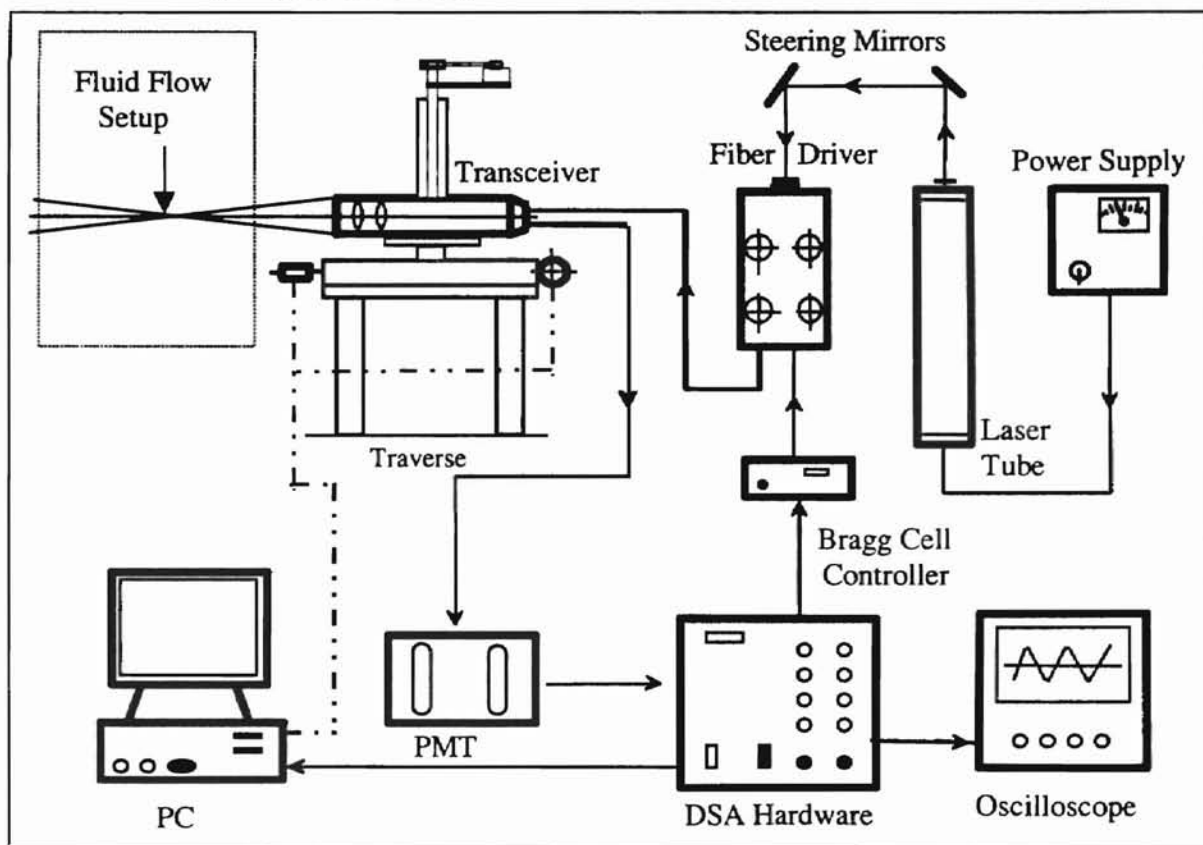 Steering Mirrors
Fluid Flow
Setup
Transceiver
Fiber Driver
Power Supply
Laser
Tube
Traverse
Bragg Cell
Controller
PMT
PC
DSA Hardware
Oscilloscope